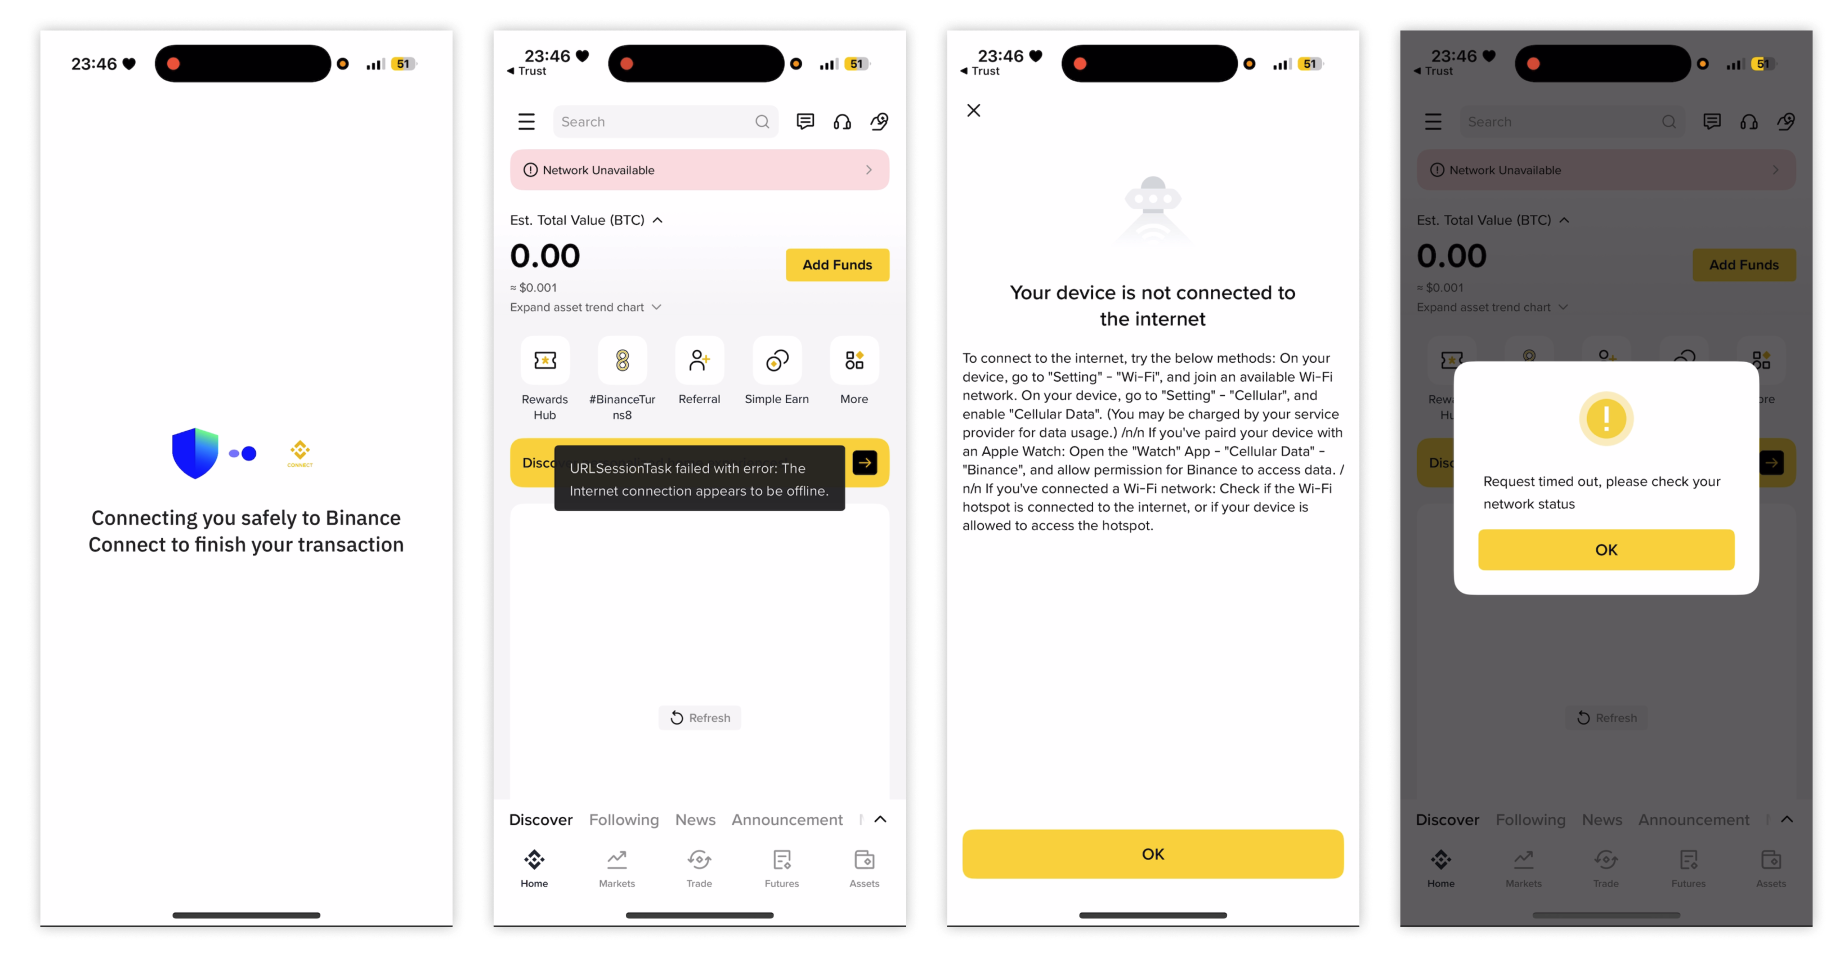 23:46
51
CONNECT
Connecting you safely to Binance
Connect to finish your transaction
23:46
Trust
51
Search
Network Unavailable
Est. Total Value (BTC)
0.00
Add Funds
≈ $0.001
Expand asset trend chart
Rewards
Hub
#BinanceTur
ns8
Referral
Simple Earn
More
Disc
URLSessionTask failed with error: The
Internet connection appears to be offline.
Refresh
Discover Following News Announcement
Home Markets Trade Futures Assets
23:46
Trust
51
Your device is not connected to
the internet
To connect to the internet, try the below methods: On your
device, go to "Setting" - "Wi-Fi", and join an available Wi-Fi
network. On your device, go to "Setting" - "Cellular", and
enable "Cellular Data". (You may be charged by your service
provider for data usage.) /n/n If you've paird your device with
an Apple Watch: Open the "Watch" App - "Cellular Data" -
"Binance", and allow permission for Binance to access data. /
n/n If you've connected a Wi-Fi network: Check if the Wi-Fi
hotspot is connected to the internet, or if your device is
allowed to access the hotspot.
OK
23:46
Trust
51
Search
Network Unavailable
Est. Total Value (BTC)
0.00
Add Funds
≈ $0.001
Expand asset trend chart
Request timed out, please check your
network status
OK
Refresh
Discover Following News Announcement
Home Markets Trade Futures Assets